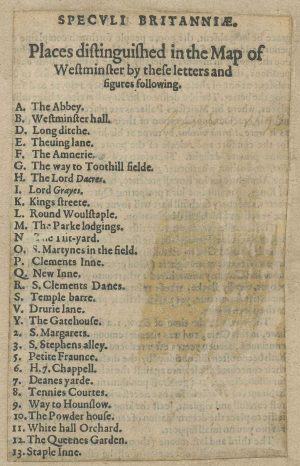 SPECVLI BRITANNIÆ.
Places distinguished in the Map of
Westminster by these letters and
figures following.
A. The Abbey.
B. Westminster hall.
D. Long ditche.
E. Theuing lane.
F. The Amnerie.
G. The way to Toothill fielde.
H. The Lord Dacres.
I. Lord Grayes.
K. Kings streete.
L. Round Woulstaple.
M. The Parke lodgings.
N The Tilt-yard.
O. S. Martynes in the field.
P. Clements Inne.
Q. New Inne.
R. S. Clements Danes.
S. Temple barre.
V. Drurie lane.
Y. The Gatehouse.
2. S. Margarets.
3. S. Stephens alley.
5. Petite Fraunce.
6. H.7. Chappell.
7. Deanes yarde.
8. Tennies Courtes.
9. Way to Hounslow.
10. The Powder house.
11. White hall Orchard.
12. The Queenes Garden.
13. Staple Inne.